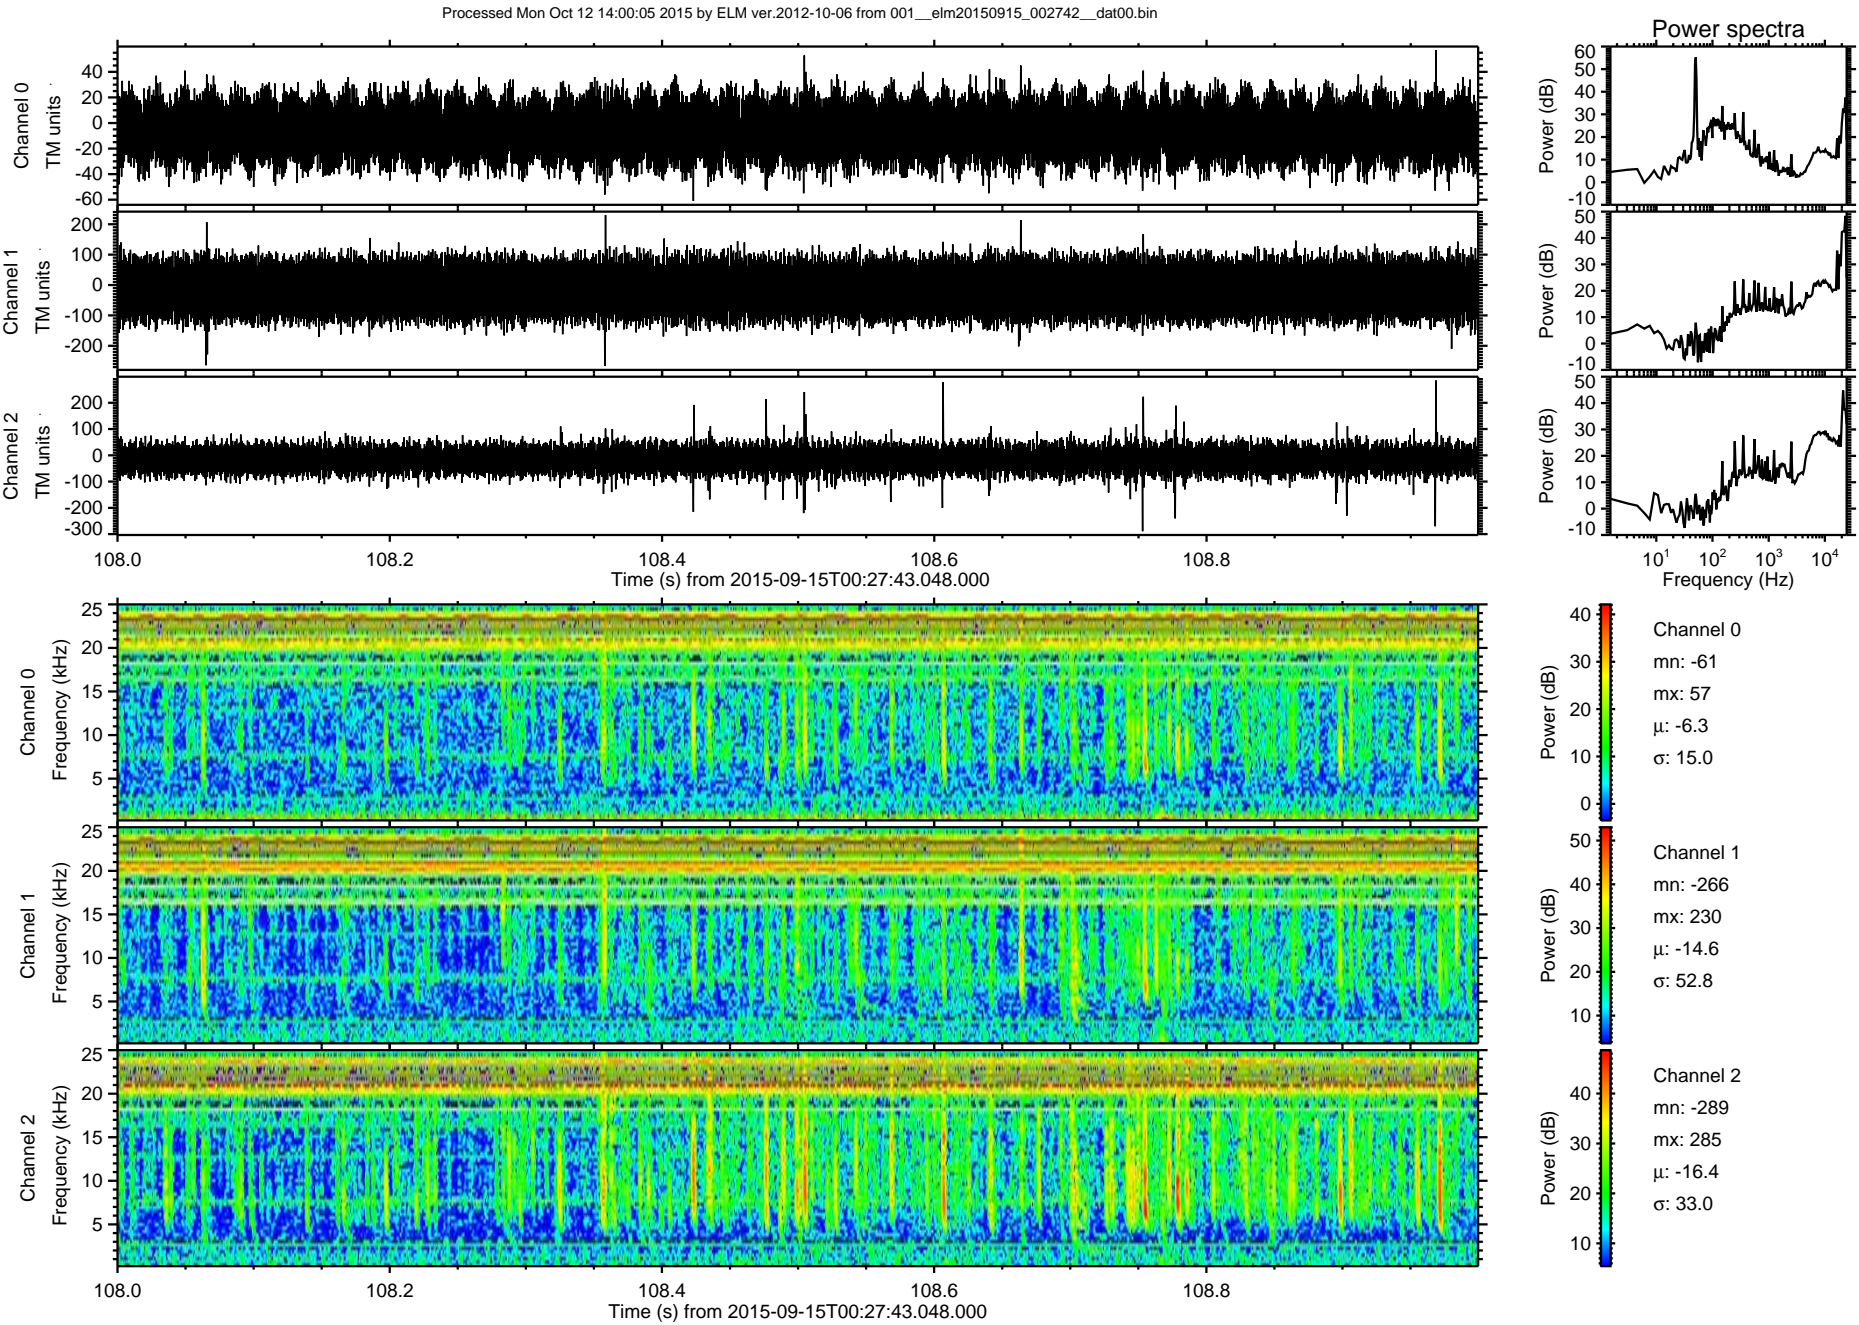 Processed Mon Oct 12 14:00:05 2015 by ELM ver.2012-10-06 from 001__elm20150915_002742__dat00.bin
Power spectra
Channel 0
TM units
40
20
0
-20
-40
-60
Power (dB)
60
50
40
30
20
10
0
-10
Channel 1
TM units
200
100
0
-100
-200
Power (dB)
50
40
30
20
10
0
-10
Channel 2
TM units
200
100
0
-100
-200
-300
Power (dB)
50
40
30
20
10
0
-10
108.0 108.2 108.4 108.6 108.8
Time (s) from 2015-09-15T00:27:43.048.000
10¹ 10² 10³ 10⁴
Frequency (Hz)
Channel 0
Frequency (kHz)
25
20
15
10
5
Power (dB)
40
30
20
10
0
Channel 0
mn: -61
mx: 57
μ: -6.3
σ: 15.0
Channel 1
Frequency (kHz)
25
20
15
10
5
Power (dB)
50
40
30
20
10
Channel 1
mn: -266
mx: 230
μ: -14.6
σ: 52.8
Channel 2
Frequency (kHz)
25
20
15
10
5
Power (dB)
40
30
20
10
Channel 2
mn: -289
mx: 285
μ: -16.4
σ: 33.0
108.0 108.2 108.4 108.6 108.8
Time (s) from 2015-09-15T00:27:43.048.000